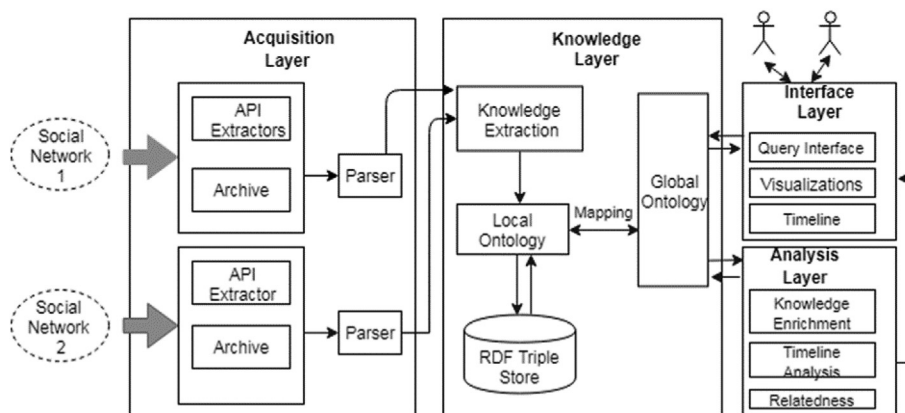 Acquisition
Layer
Social
Network
1
API
Extractors
Archive
Parser
Social
Network
2
API
Extractor
Archive
Parser
Knowledge
Layer
Knowledge
Extraction
Local
Ontology
Mapping
Global
Ontology
RDF Triple
Store
Interface
Layer
Query Interface
Visualizations
Timeline
Analysis
Layer
Knowledge
Enrichment
Timeline
Analysis
Relatedness